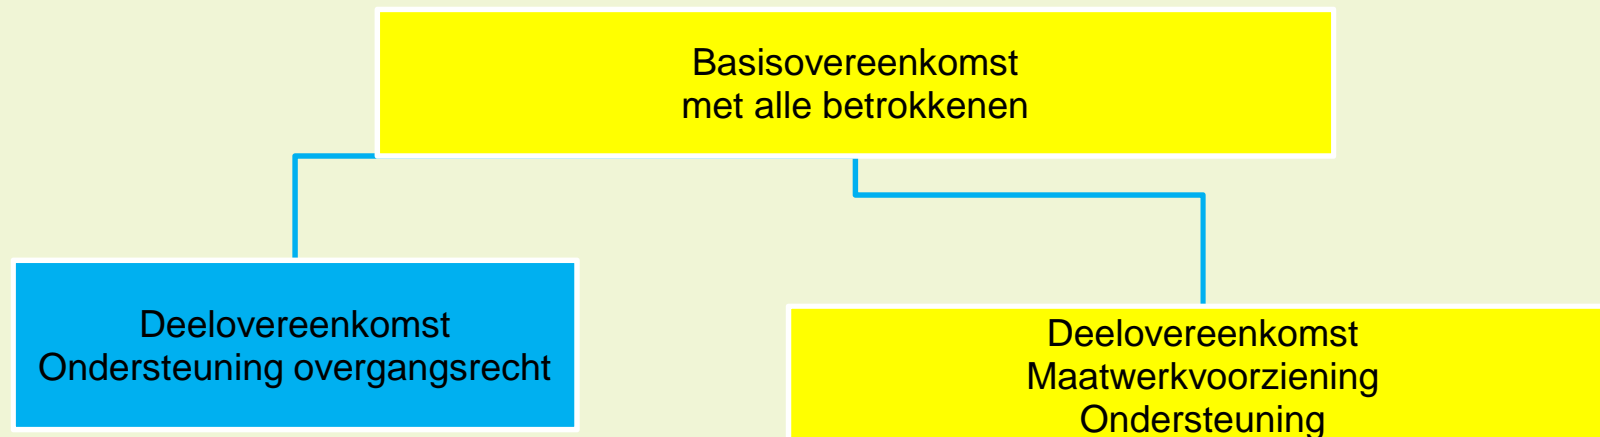 Basisovereenkomst
met alle betrokkenen
Deelovereenkomst
Ondersteuning overgangsrecht
Deelovereenkomst
Maatwerkvoorziening
Ondersteuning